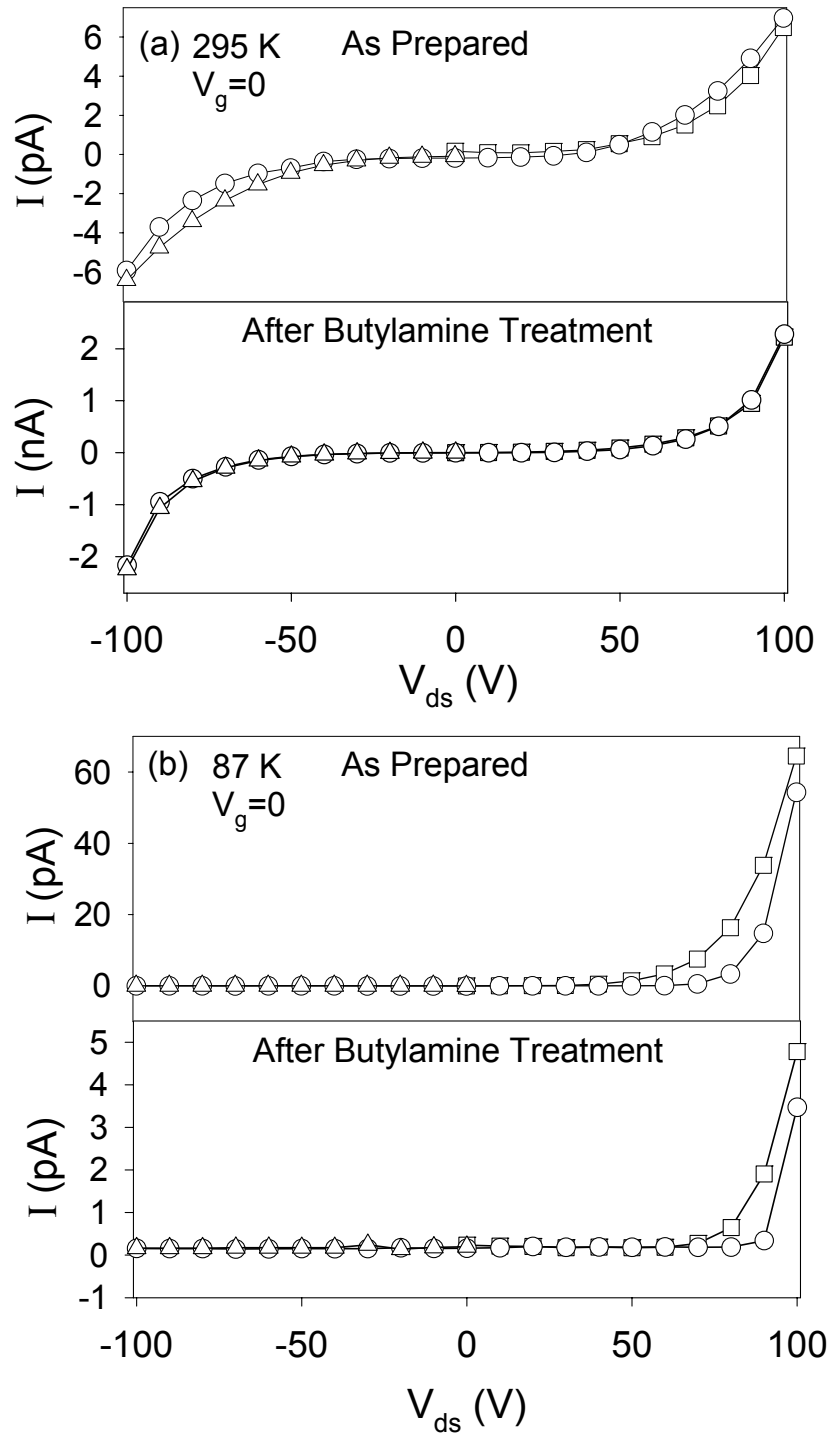 (a) 295 K As Prepared
V_g=0
6
4
2
0
-2
-4
-6
I (pA)
After Butylamine Treatment
2
1
0
-1
-2
I (nA)
-100 -50 0 50 100
V_ds (V)
(b) 87 K As Prepared
V_g=0
60
40
20
0
I (pA)
After Butylamine Treatment
5
4
3
2
1
0
-1
I (pA)
-100 -50 0 50 100
V_ds (V)